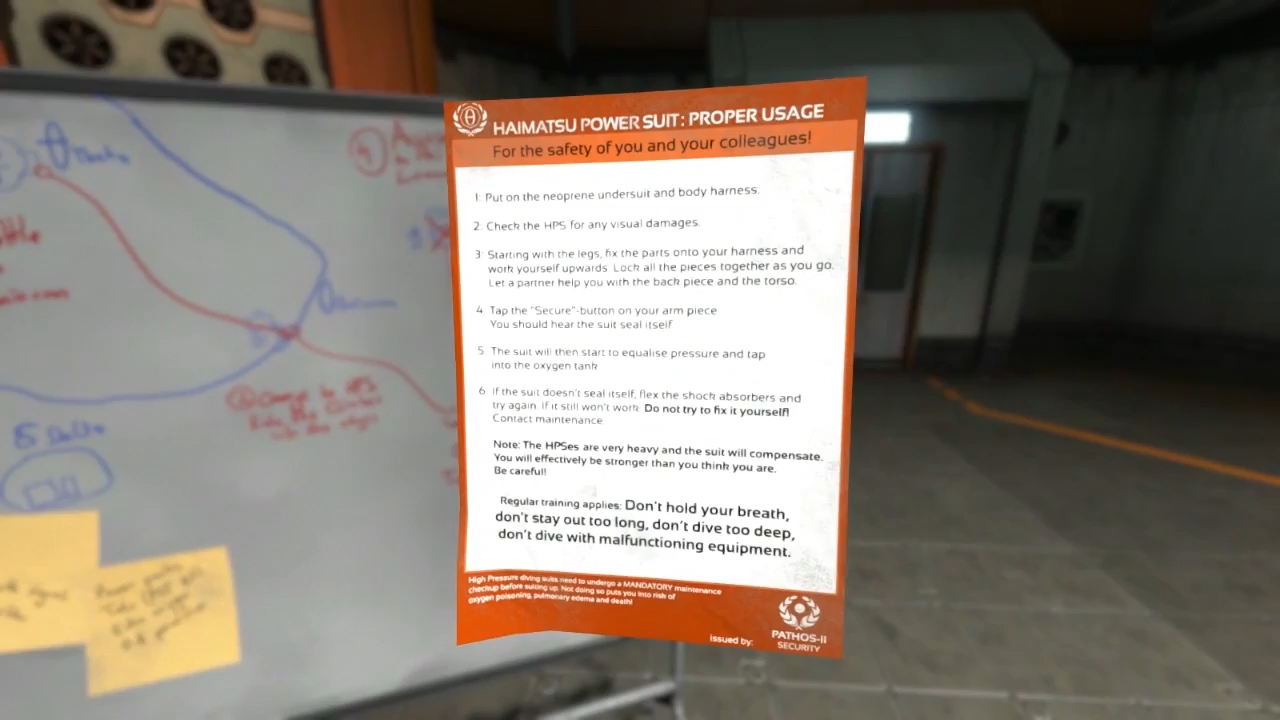 HAIMATSU POWER SUIT: PROPER USAGE
For the safety of you and your colleagues!
1. Put on the neoprene undersuit and body harness.
2. Check the HPS for any visual damages.
3 Starting with the legs, fix the parts onto your harness and
work yourself upwards. Lock all the pieces together as you go.
Let a partner help you with the back piece and the torso.
4 Tap the "Secure"-button on your arm piece
You should hear the suit seal itself
5 The suit will then start to equalise pressure and tap
into the oxygen tank
6 If the suit doesn't seal itself, flex the shock absorbers and
try again. If it still won't work. Do not try to fix it yourself!
Contact maintenance
Note: The HPSes are very heavy and the suit will compensate.
You will effectively be stronger than you think you are.
Be careful!
Regular training applies: Don't hold your breath,
don't stay out too long, don't dive too deep,
don't dive with malfunctioning equipment.
High Pressure diving suits need to undergo a MANDATORY maintenance
checkup before suiting up. Not doing so puts you into risk of
oxygen poisoning, pulmonary edema and death!
Issued by:
PATHOS-II
SECURITY
Delta